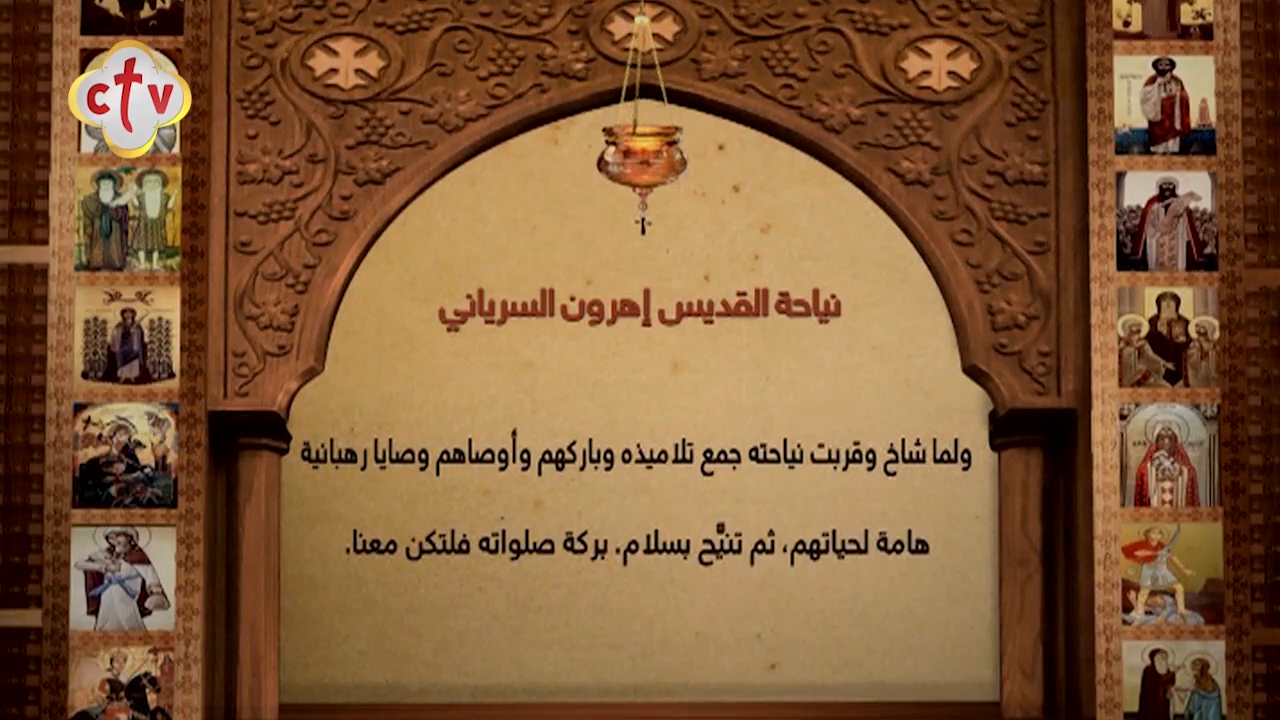 ctv
نياحة القديس إهرون السرياني
ولما شاخ وقربت نياحته جمع تلاميذه وباركهم وأوصاهم وصايا رهبانية
هامة لحياتهم، ثم تنيَّح بسلام. بركة صلواته فلتكن معنا.